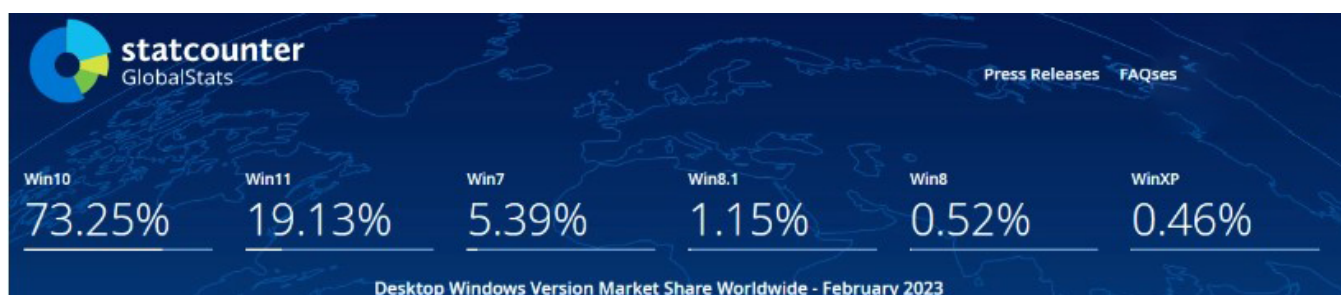 statcounter
GlobalStats
Press Releases FAQses
Win10 Win11 Win7 Win8.1 Win8 WinXP
73.25% 19.13% 5.39% 1.15% 0.52% 0.46%
Desktop Windows Version Market Share Worldwide - February 2023